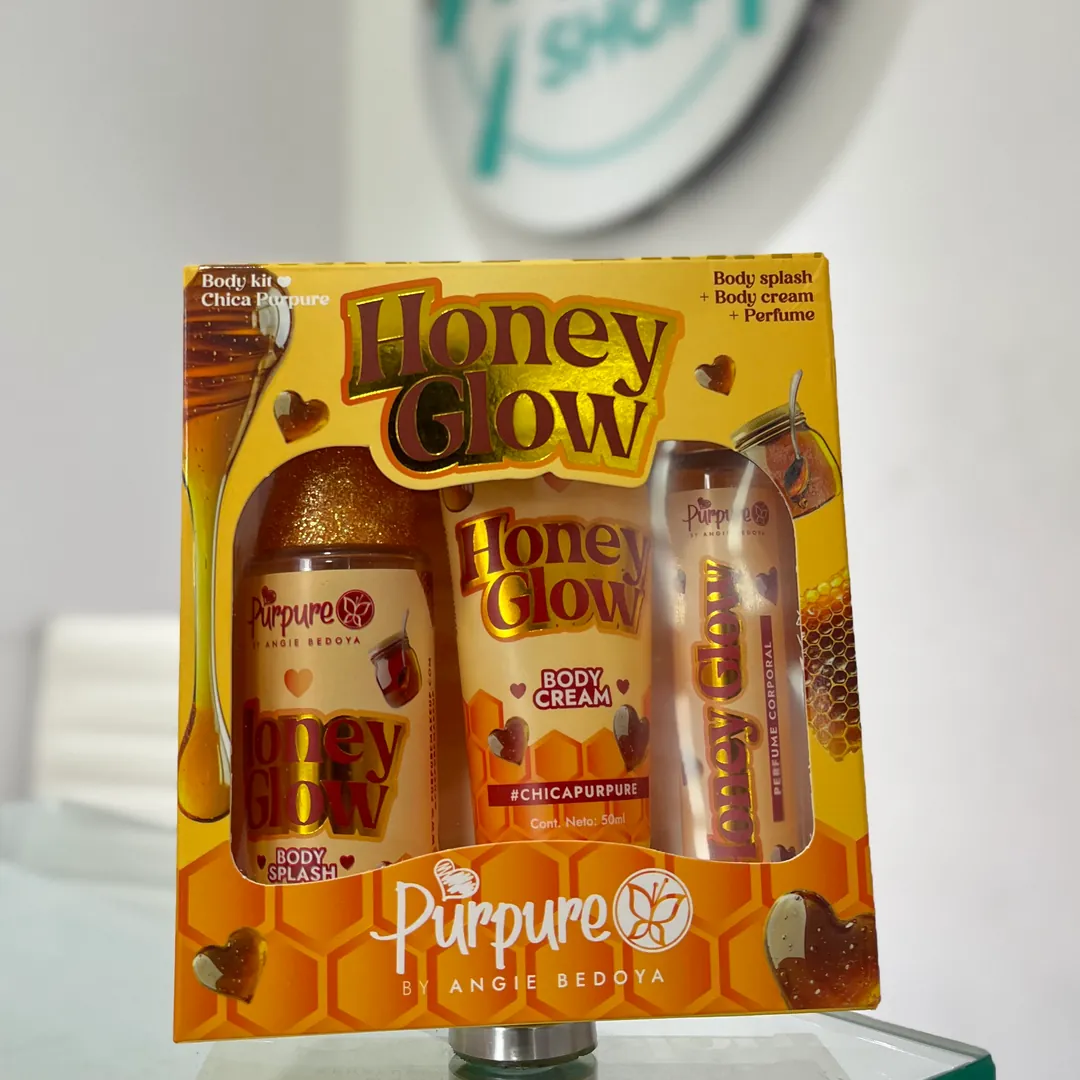 SHOP
Body kit
Chica Purpure
Body splash
+ Body cream
+ Perfume
Honey
Glow
Purpure
BY ANGIE BEDOYA
Honey
Glow
BODY
SPLASH
Honey
Glow
BODY
CREAM
#CHICAPURPURE
Cont. Neto: 50ml
Purpure
BY ANGIE BEDOYA
Honey Glow
PERFUME CORPORAL
Purpure
BY ANGIE BEDOYA